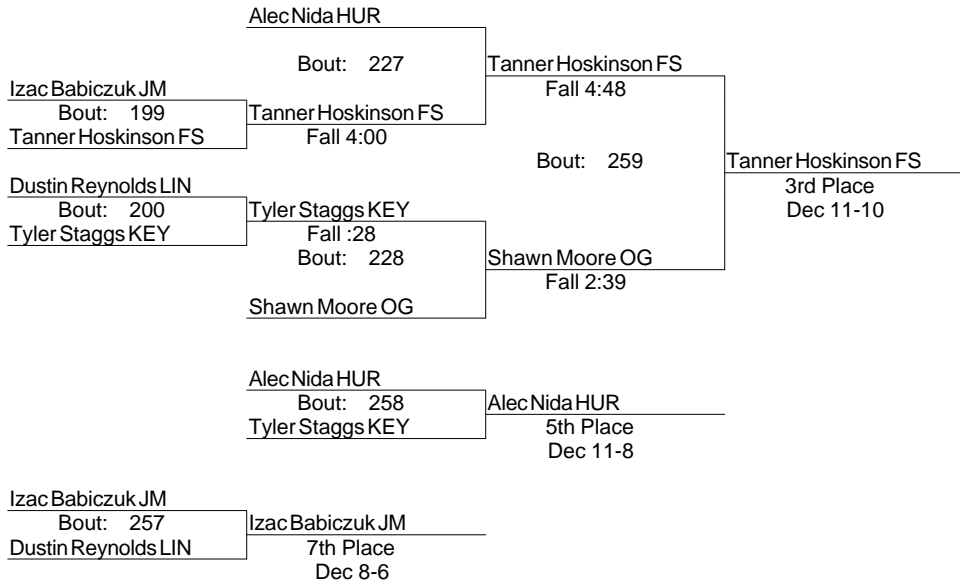 Alec Nida HUR
Bout: 227
Tanner Hoskinson FS
Fall 4:48
Izac Babiczuk JM
Bout: 199
Tanner Hoskinson FS
Tanner Hoskinson FS
Fall 4:00
Bout: 259
Tanner Hoskinson FS
3rd Place
Dec 11-10
Dustin Reynolds LIN
Bout: 200
Tyler Staggs KEY
Tyler Staggs KEY
Fall :28
Bout: 228
Shawn Moore OG
Fall 2:39
Shawn Moore OG
Alec Nida HUR
Bout: 258
Tyler Staggs KEY
Alec Nida HUR
5th Place
Dec 11-8
Izac Babiczuk JM
Bout: 257
Dustin Reynolds LIN
Izac Babiczuk JM
7th Place
Dec 8-6